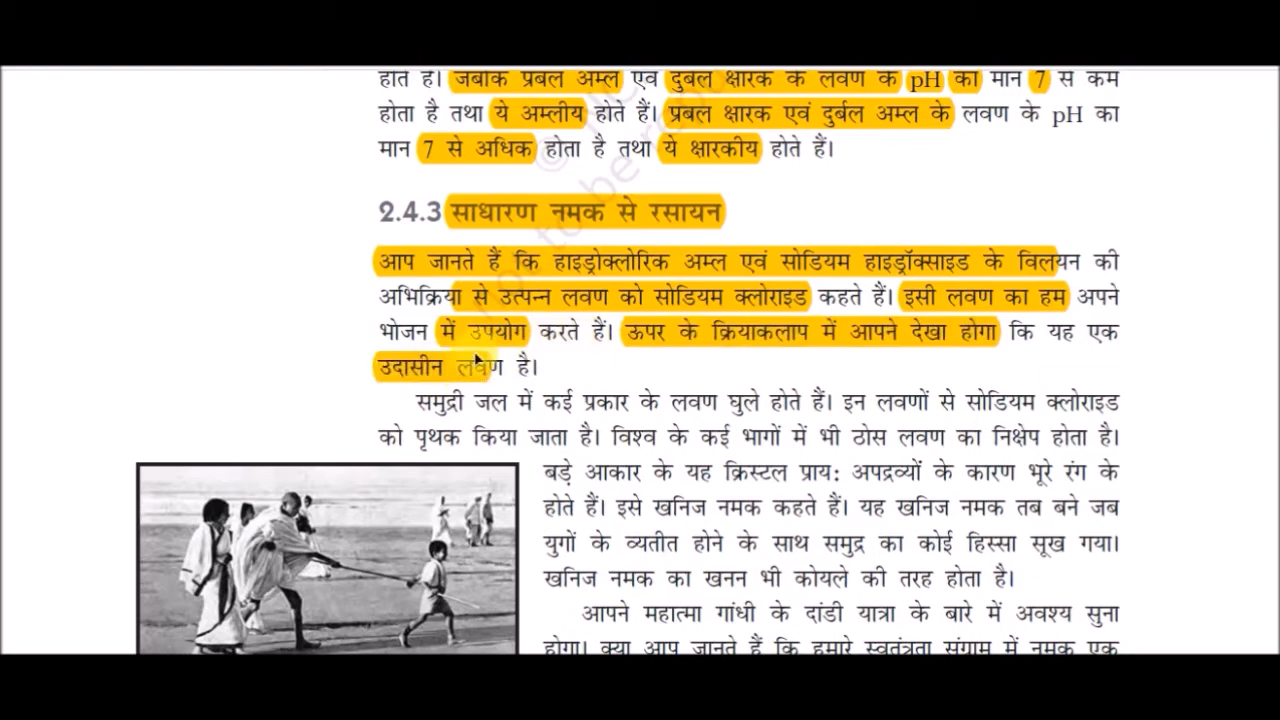 होते हैं। जबकि प्रबल अम्ल एवं दुर्बल क्षारक के लवण के pH का मान 7 से कम
होता है तथा ये अम्लीय होते हैं। प्रबल क्षारक एवं दुर्बल अम्ल के लवण के pH का
मान 7 से अधिक होता है तथा ये क्षारकीय होते हैं।
2.4.3 साधारण नमक से रसायन
आप जानते हैं कि हाइड्रोक्लोरिक अम्ल एवं सोडियम हाइड्रॉक्साइड के विलयन की
अभिक्रिया से उत्पन्न लवण को सोडियम क्लोराइड कहते हैं। इसी लवण का हम अपने
भोजन में उपयोग करते हैं। ऊपर के क्रियाकलाप में आपने देखा होगा कि यह एक
उदासीन लवण है।
समुद्री जल में कई प्रकार के लवण घुले होते हैं। इन लवणों से सोडियम क्लोराइड
को पृथक किया जाता है। विश्व के कई भागों में भी ठोस लवण का निक्षेप होता है।
बड़े आकार के यह क्रिस्टल प्राय: अपद्रव्यों के कारण भूरे रंग के
होते हैं। इसे खनिज नमक कहते हैं। यह खनिज नमक तब बने जब
युगों के व्यतीत होने के साथ समुद्र का कोई हिस्सा सूख गया।
खनिज नमक का खनन भी कोयले की तरह होता है।
आपने महात्मा गांधी के दांडी यात्रा के बारे में अवश्य सुना
होगा। क्या आप जानते हैं कि हमारे स्वतंत्रता संग्राम में नमक एक